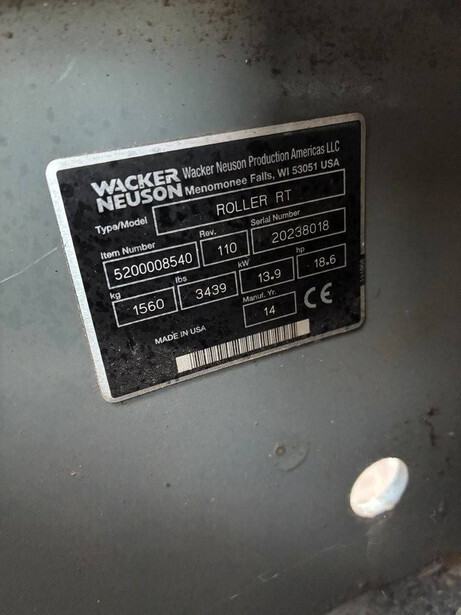 WACKER NEUSON
Wacker Neuson Production Americas LLC
Menomonee Falls, WI 53051 USA
Type/Model ROLLER RT
Item Number Rev. Serial Number
5200008540 110 20238018
kg lbs kW hp
1560 3439 13.9 18.6
Manuf. Yr.
14 CE
MADE IN USA